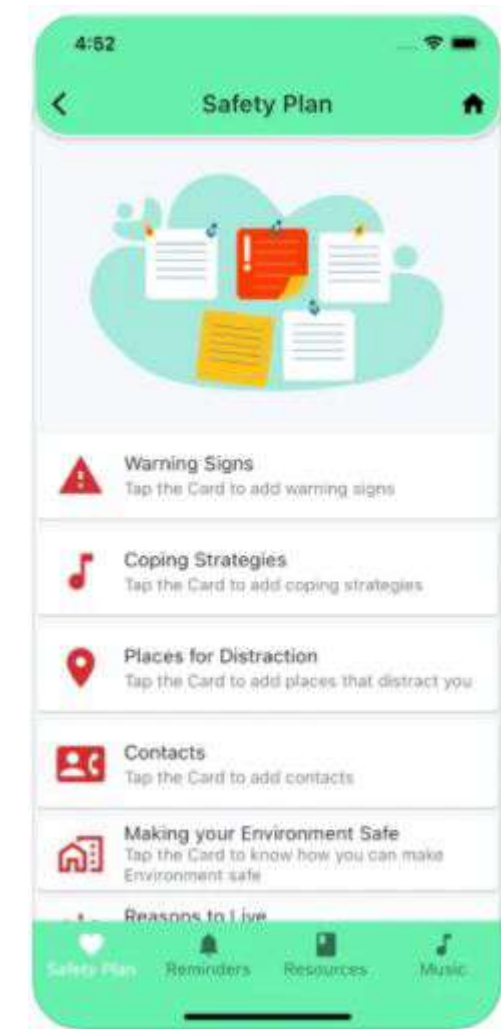 4:52
Safety Plan
Warning Signs
Tap the Card to add warning signs
Coping Strategies
Tap the Card to add coping strategies
Places for Distraction
Tap the Card to add places that distract you
Contacts
Tap the Card to add contacts
Making your Environment Safe
Tap the Card to know how you can make
Environment safe
Reasons to Live
Safety Plan Reminders Resources Music